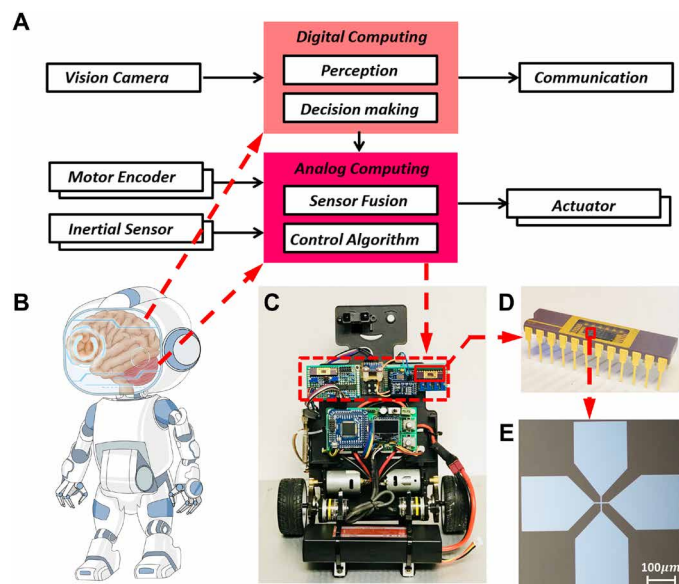 A
Digital Computing
Vision Camera
Perception
Communication
Decision making
Motor Encoder
Analog Computing
Sensor Fusion
Actuator
Inertial Sensor
Control Algorithm
B
C
D
E
100μm